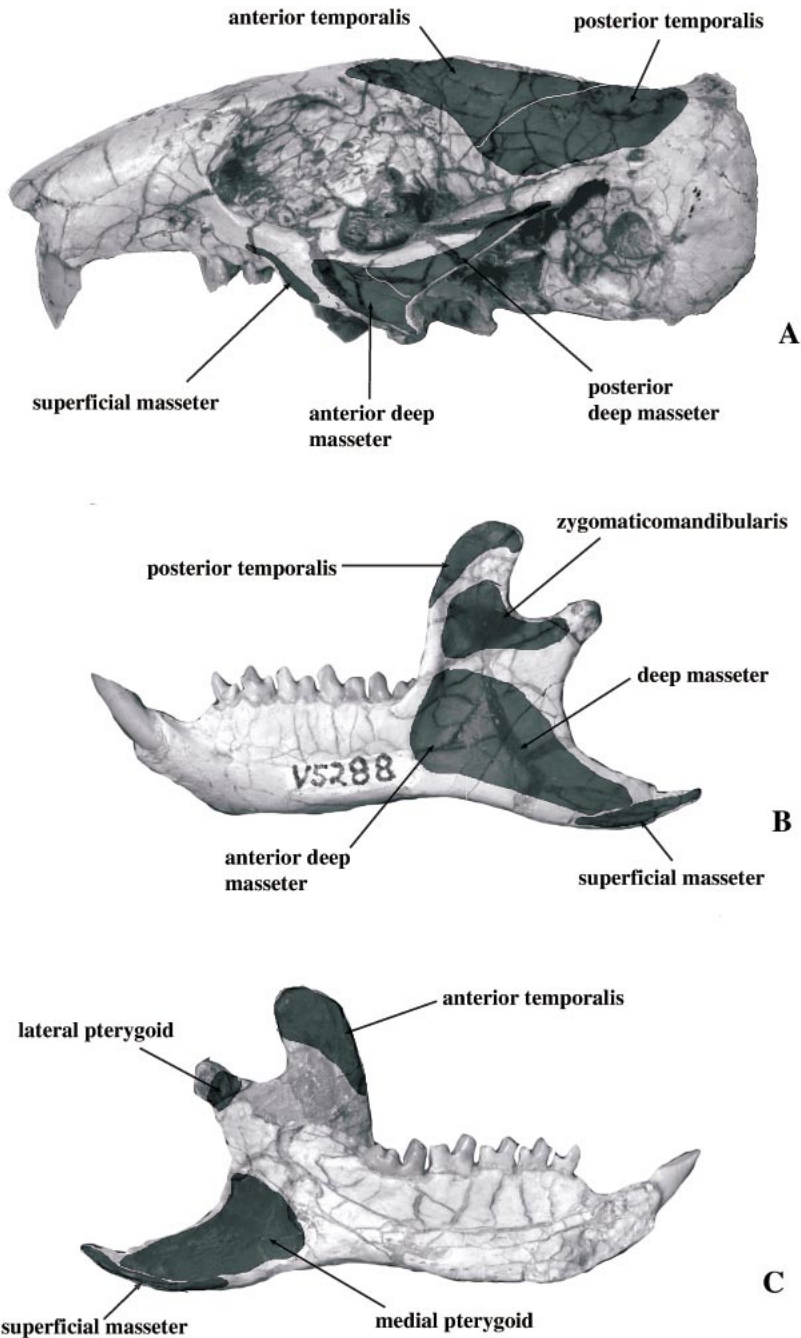 anterior temporalis
posterior temporalis
A
superficial masseter
anterior deep
masseter
posterior
deep masseter
zygomaticomandibularis
posterior temporalis
deep masseter
V5288
B
anterior deep
masseter
superficial masseter
anterior temporalis
lateral pterygoid
C
superficial masseter
medial pterygoid